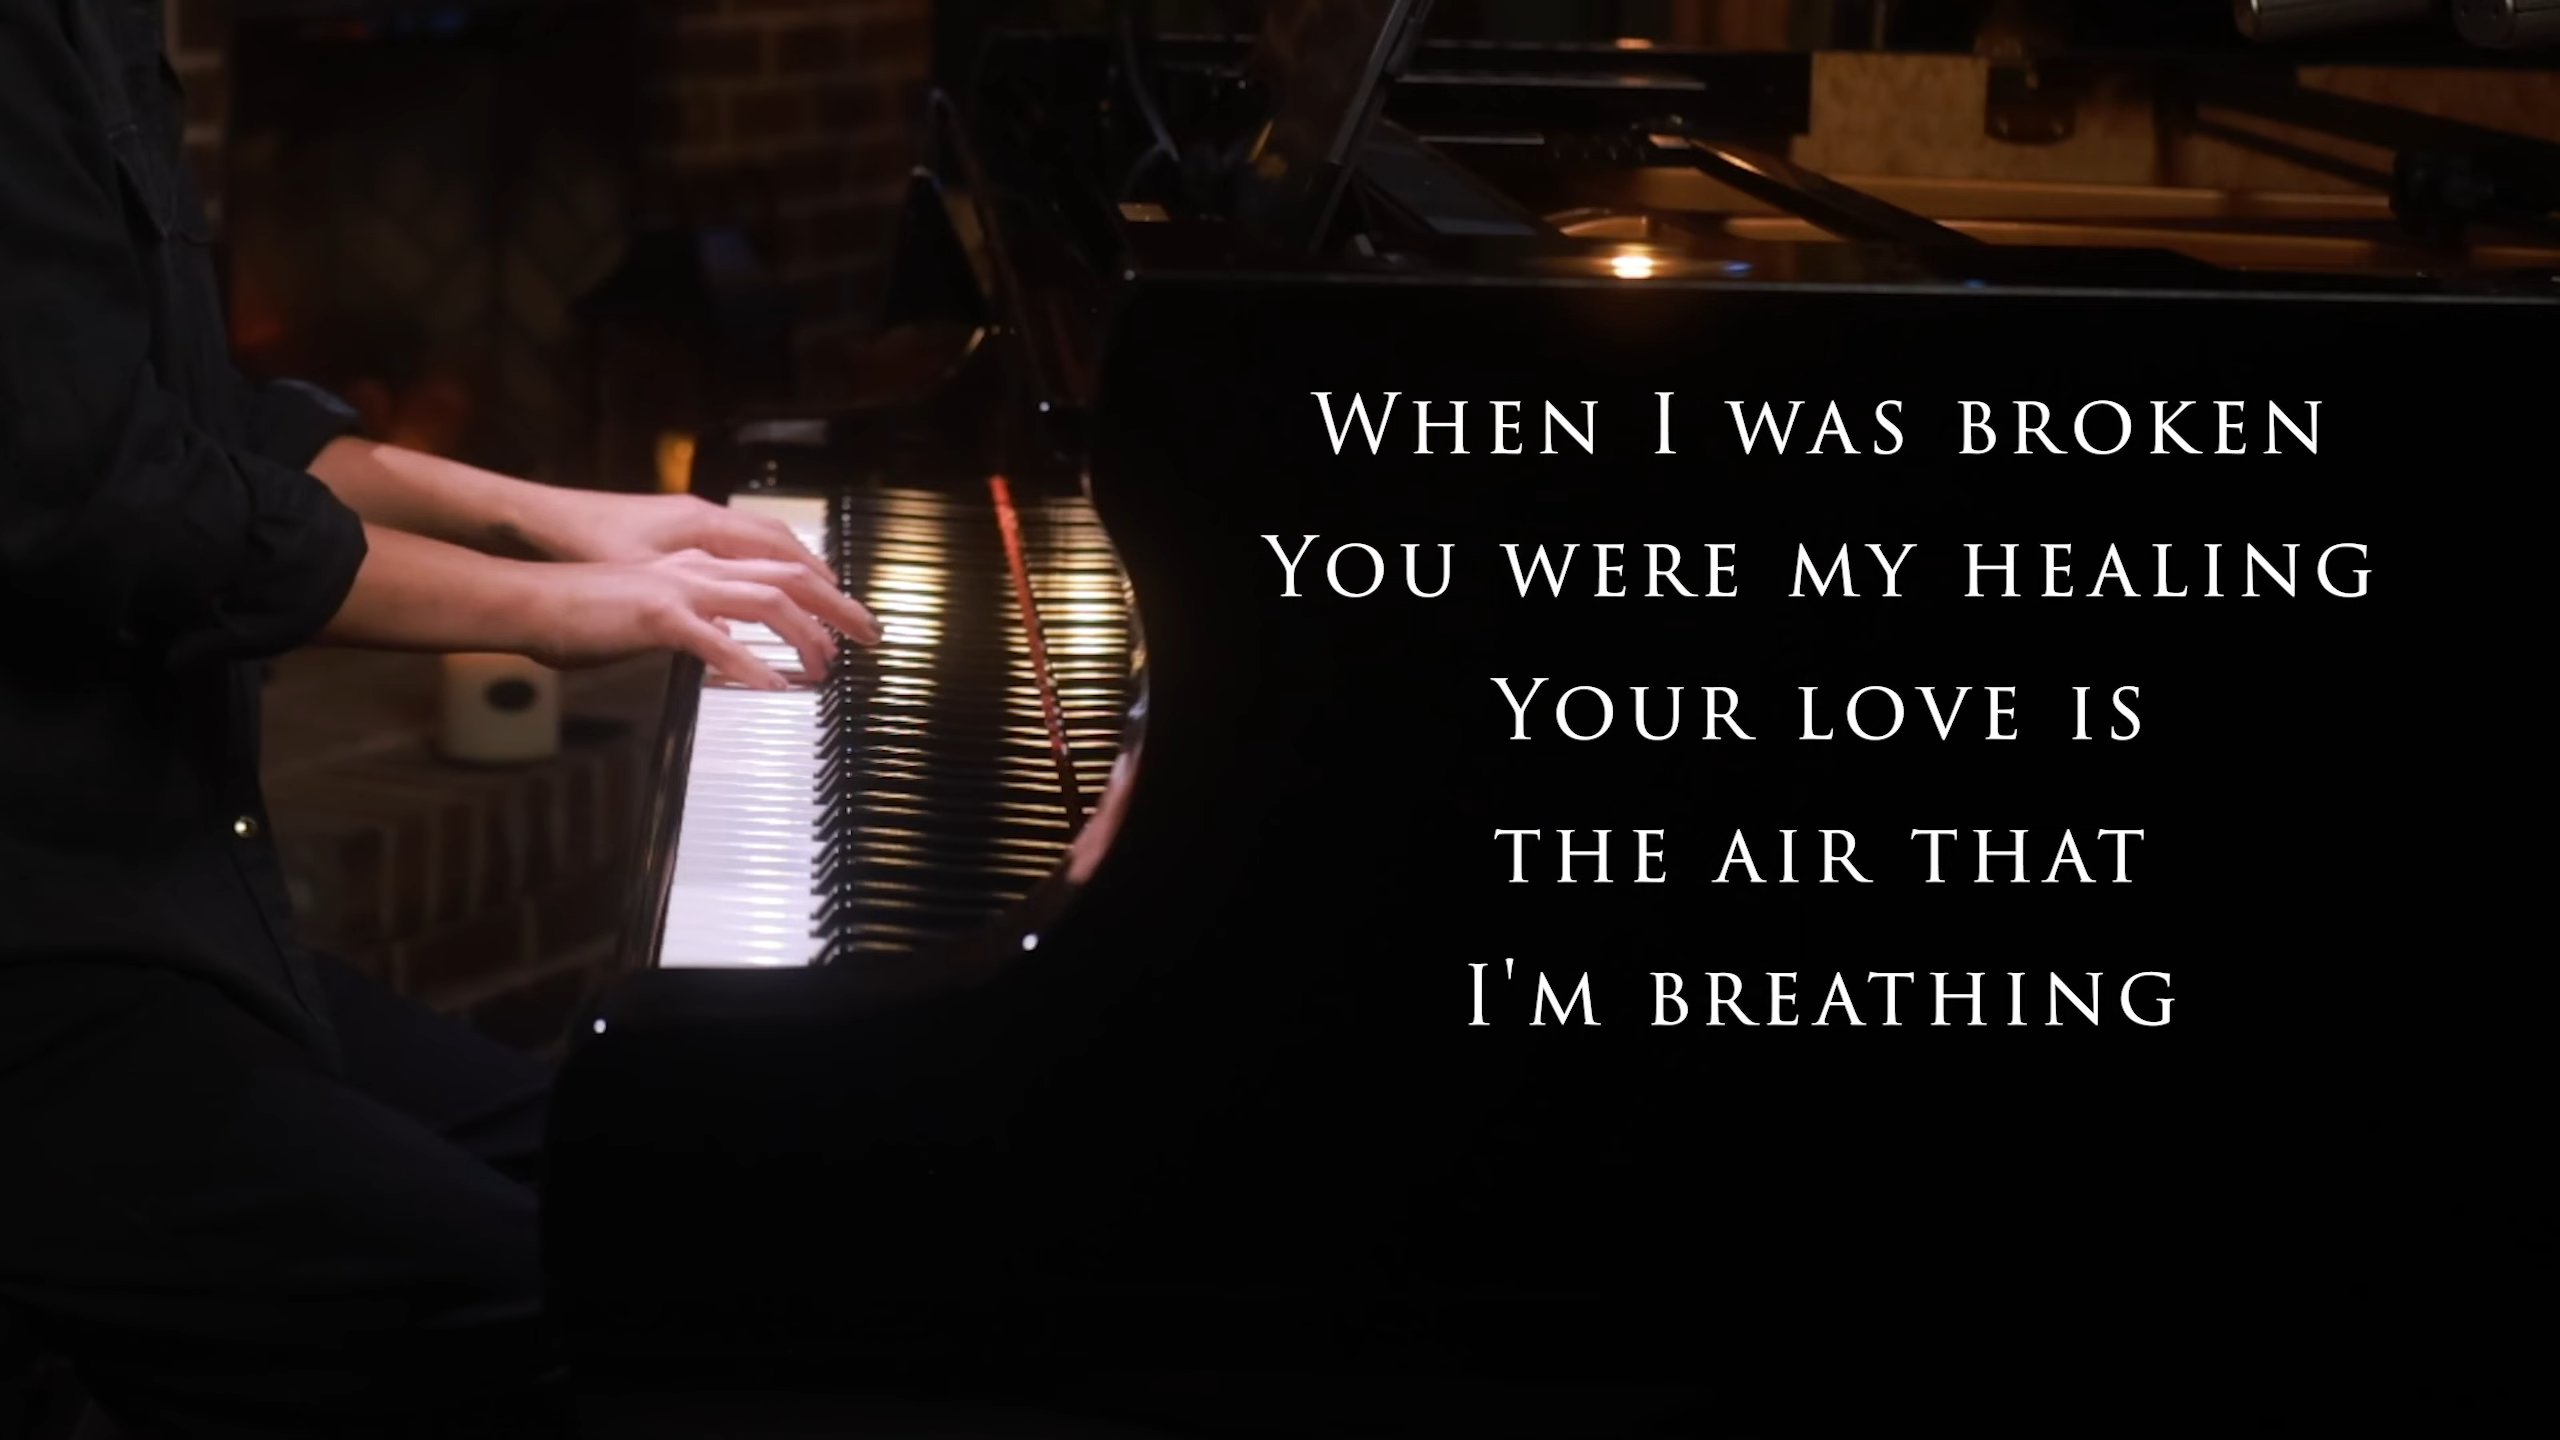 When I was broken
You were my healing
Your love is
the air that
I'm breathing